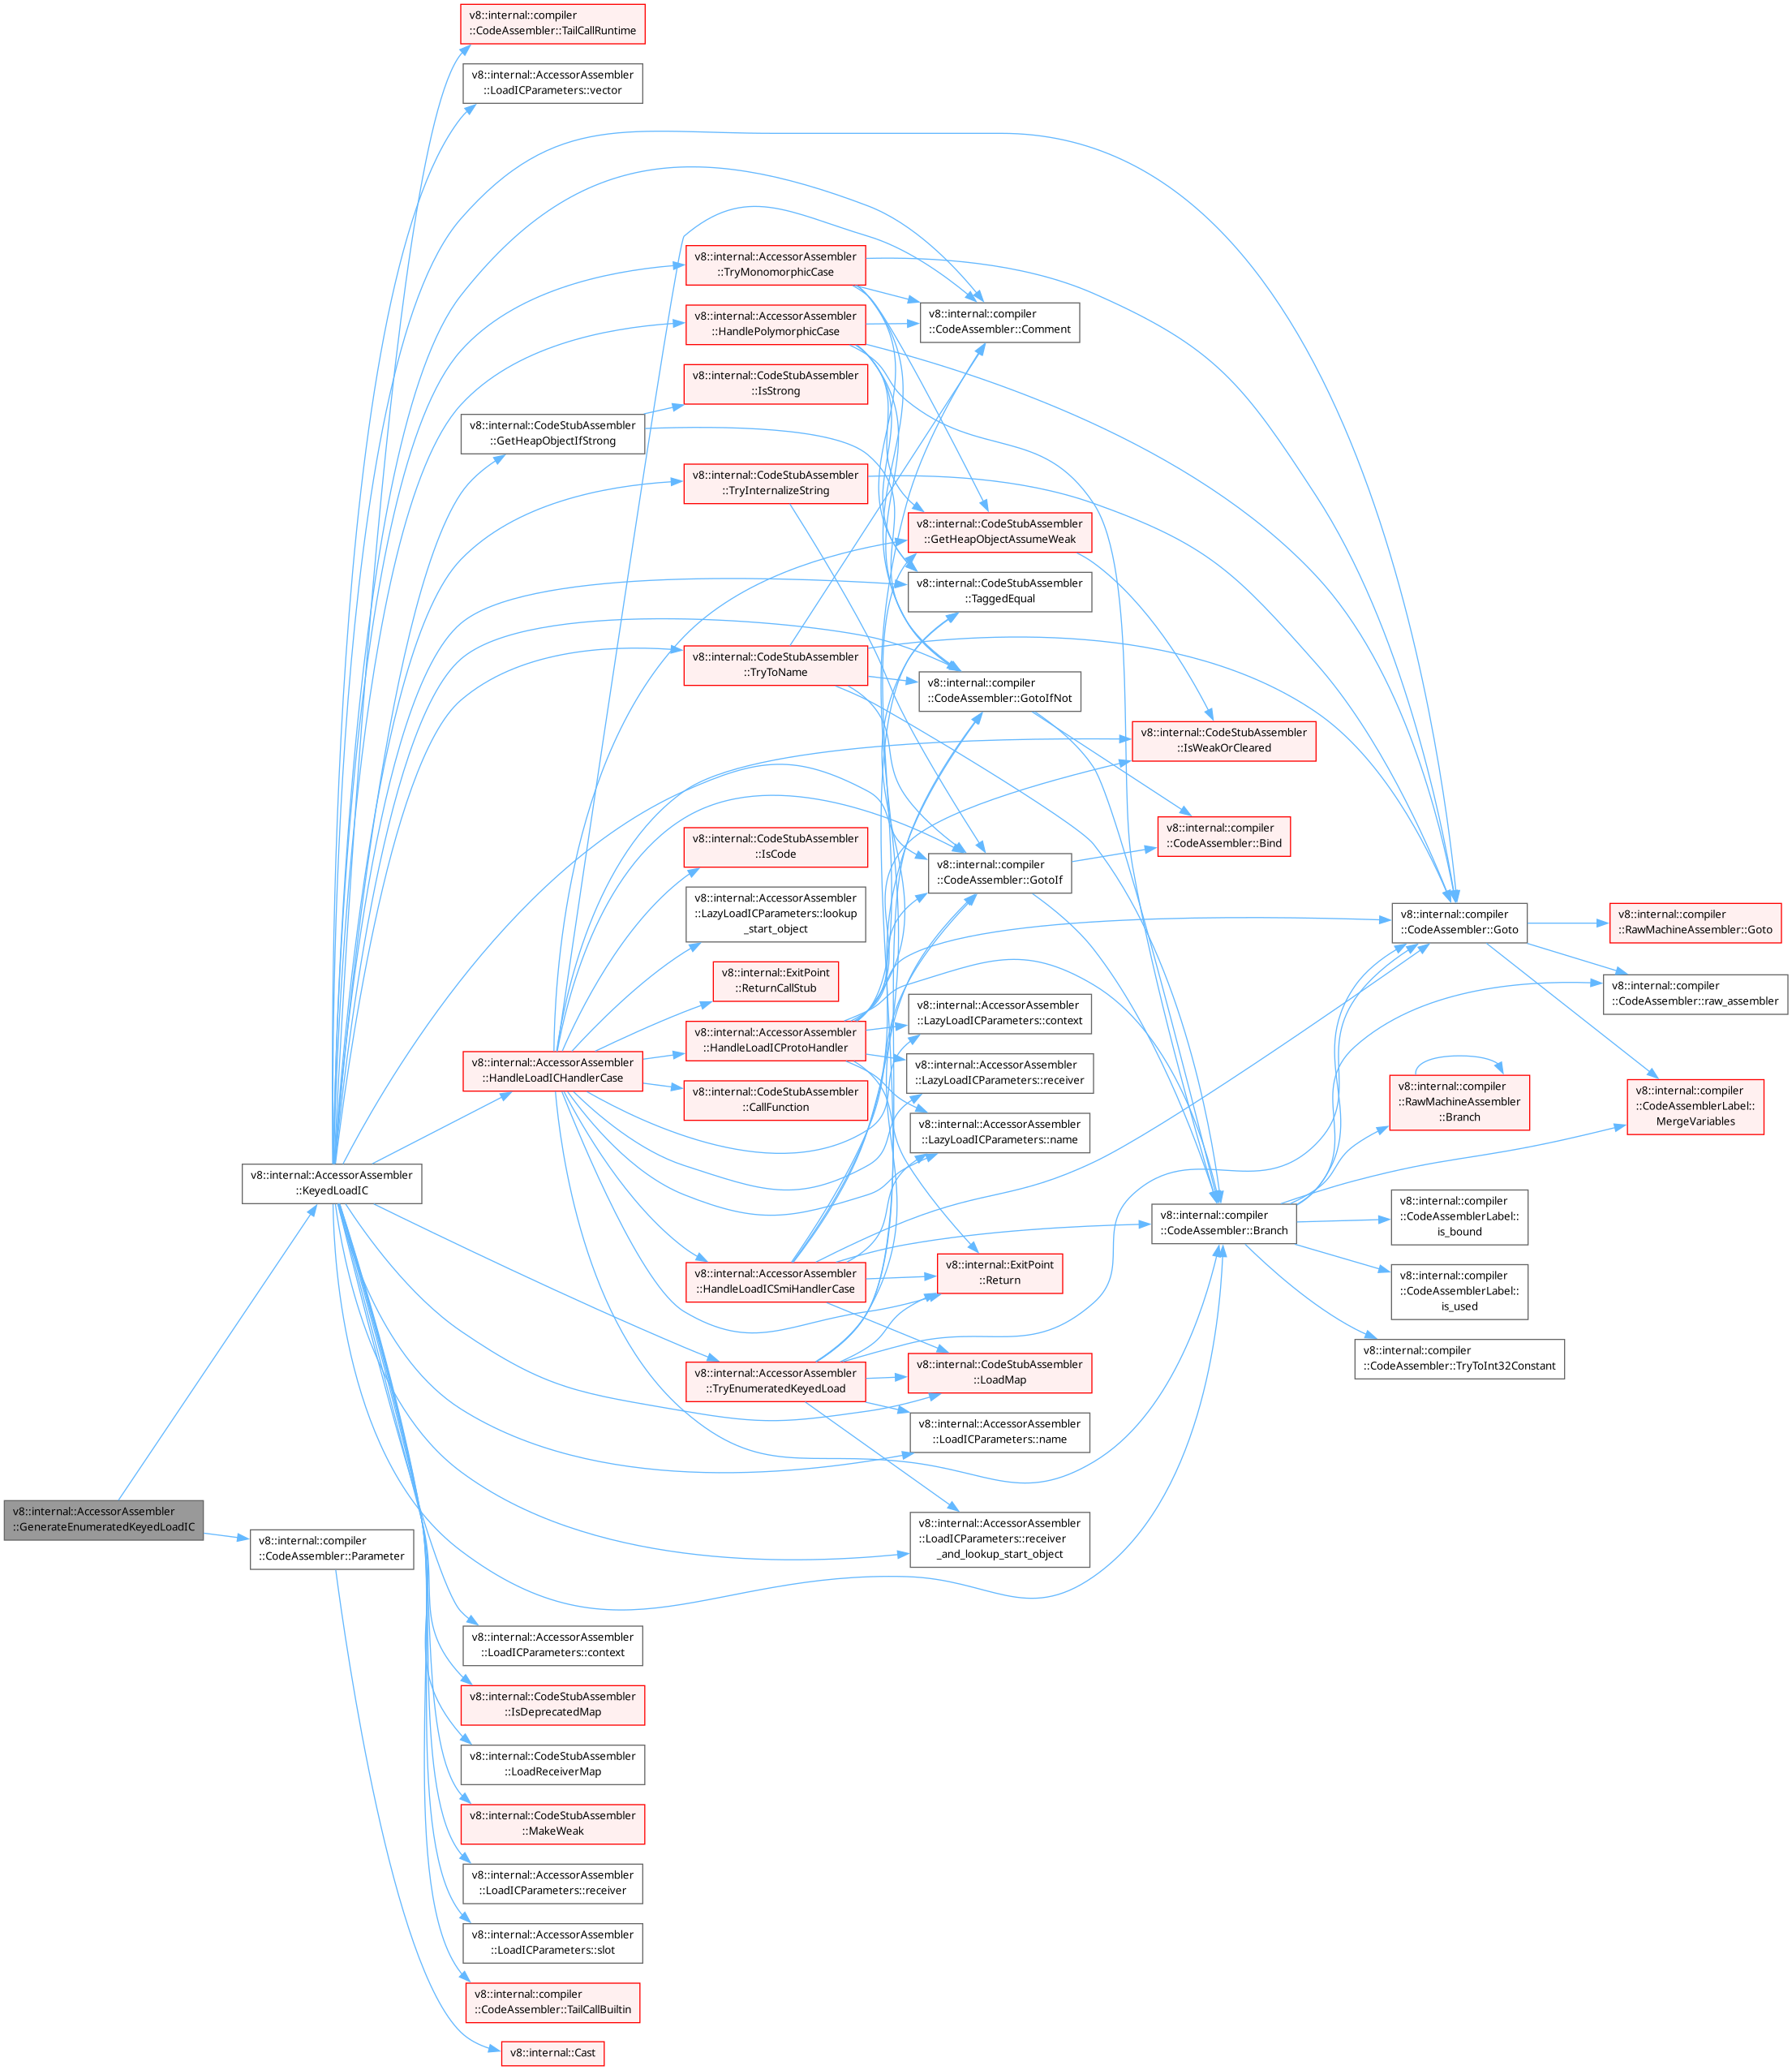 v8::internal::compiler
::CodeAssembler::TailCallRuntime
v8::internal::AccessorAssembler
::LoadICParameters::vector
v8::internal::AccessorAssembler
::TryMonomorphicCase
v8::internal::AccessorAssembler
::HandlePolymorphicCase
v8::internal::compiler
::CodeAssembler::Comment
v8::internal::CodeStubAssembler
::IsStrong
v8::internal::CodeStubAssembler
::GetHeapObjectIfStrong
v8::internal::CodeStubAssembler
::TryInternalizeString
v8::internal::CodeStubAssembler
::GetHeapObjectAssumeWeak
v8::internal::CodeStubAssembler
::TaggedEqual
v8::internal::CodeStubAssembler
::TryToName
v8::internal::compiler
::CodeAssembler::GotoIfNot
v8::internal::CodeStubAssembler
::IsWeakOrCleared
v8::internal::compiler
::CodeAssembler::Bind
v8::internal::CodeStubAssembler
::IsCode
v8::internal::compiler
::CodeAssembler::GotoIf
v8::internal::AccessorAssembler
::LazyLoadICParameters::lookup
_start_object
v8::internal::compiler
::CodeAssembler::Goto
v8::internal::compiler
::RawMachineAssembler::Goto
v8::internal::ExitPoint
::ReturnCallStub
v8::internal::compiler
::CodeAssembler::raw_assembler
v8::internal::AccessorAssembler
::LazyLoadICParameters::context
v8::internal::AccessorAssembler
::HandleLoadICProtoHandler
v8::internal::AccessorAssembler
::HandleLoadICHandlerCase
v8::internal::AccessorAssembler
::LazyLoadICParameters::receiver
v8::internal::CodeStubAssembler
::CallFunction
v8::internal::compiler
::RawMachineAssembler
::Branch
v8::internal::compiler
::CodeAssemblerLabel::
MergeVariables
v8::internal::AccessorAssembler
::LazyLoadICParameters::name
v8::internal::AccessorAssembler
::KeyedLoadIC
v8::internal::compiler
::CodeAssembler::Branch
v8::internal::compiler
::CodeAssemblerLabel::
is_bound
v8::internal::AccessorAssembler
::HandleLoadICSmiHandlerCase
v8::internal::ExitPoint
::Return
v8::internal::compiler
::CodeAssemblerLabel::
is_used
v8::internal::compiler
::CodeAssembler::TryToInt32Constant
v8::internal::AccessorAssembler
::TryEnumeratedKeyedLoad
v8::internal::CodeStubAssembler
::LoadMap
v8::internal::AccessorAssembler
::LoadICParameters::name
v8::internal::AccessorAssembler
::GenerateEnumeratedKeyedLoadIC
v8::internal::compiler
::CodeAssembler::Parameter
v8::internal::AccessorAssembler
::LoadICParameters::receiver
_and_lookup_start_object
v8::internal::AccessorAssembler
::LoadICParameters::context
v8::internal::CodeStubAssembler
::IsDeprecatedMap
v8::internal::CodeStubAssembler
::LoadReceiverMap
v8::internal::CodeStubAssembler
::MakeWeak
v8::internal::AccessorAssembler
::LoadICParameters::receiver
v8::internal::AccessorAssembler
::LoadICParameters::slot
v8::internal::compiler
::CodeAssembler::TailCallBuiltin
v8::internal::Cast